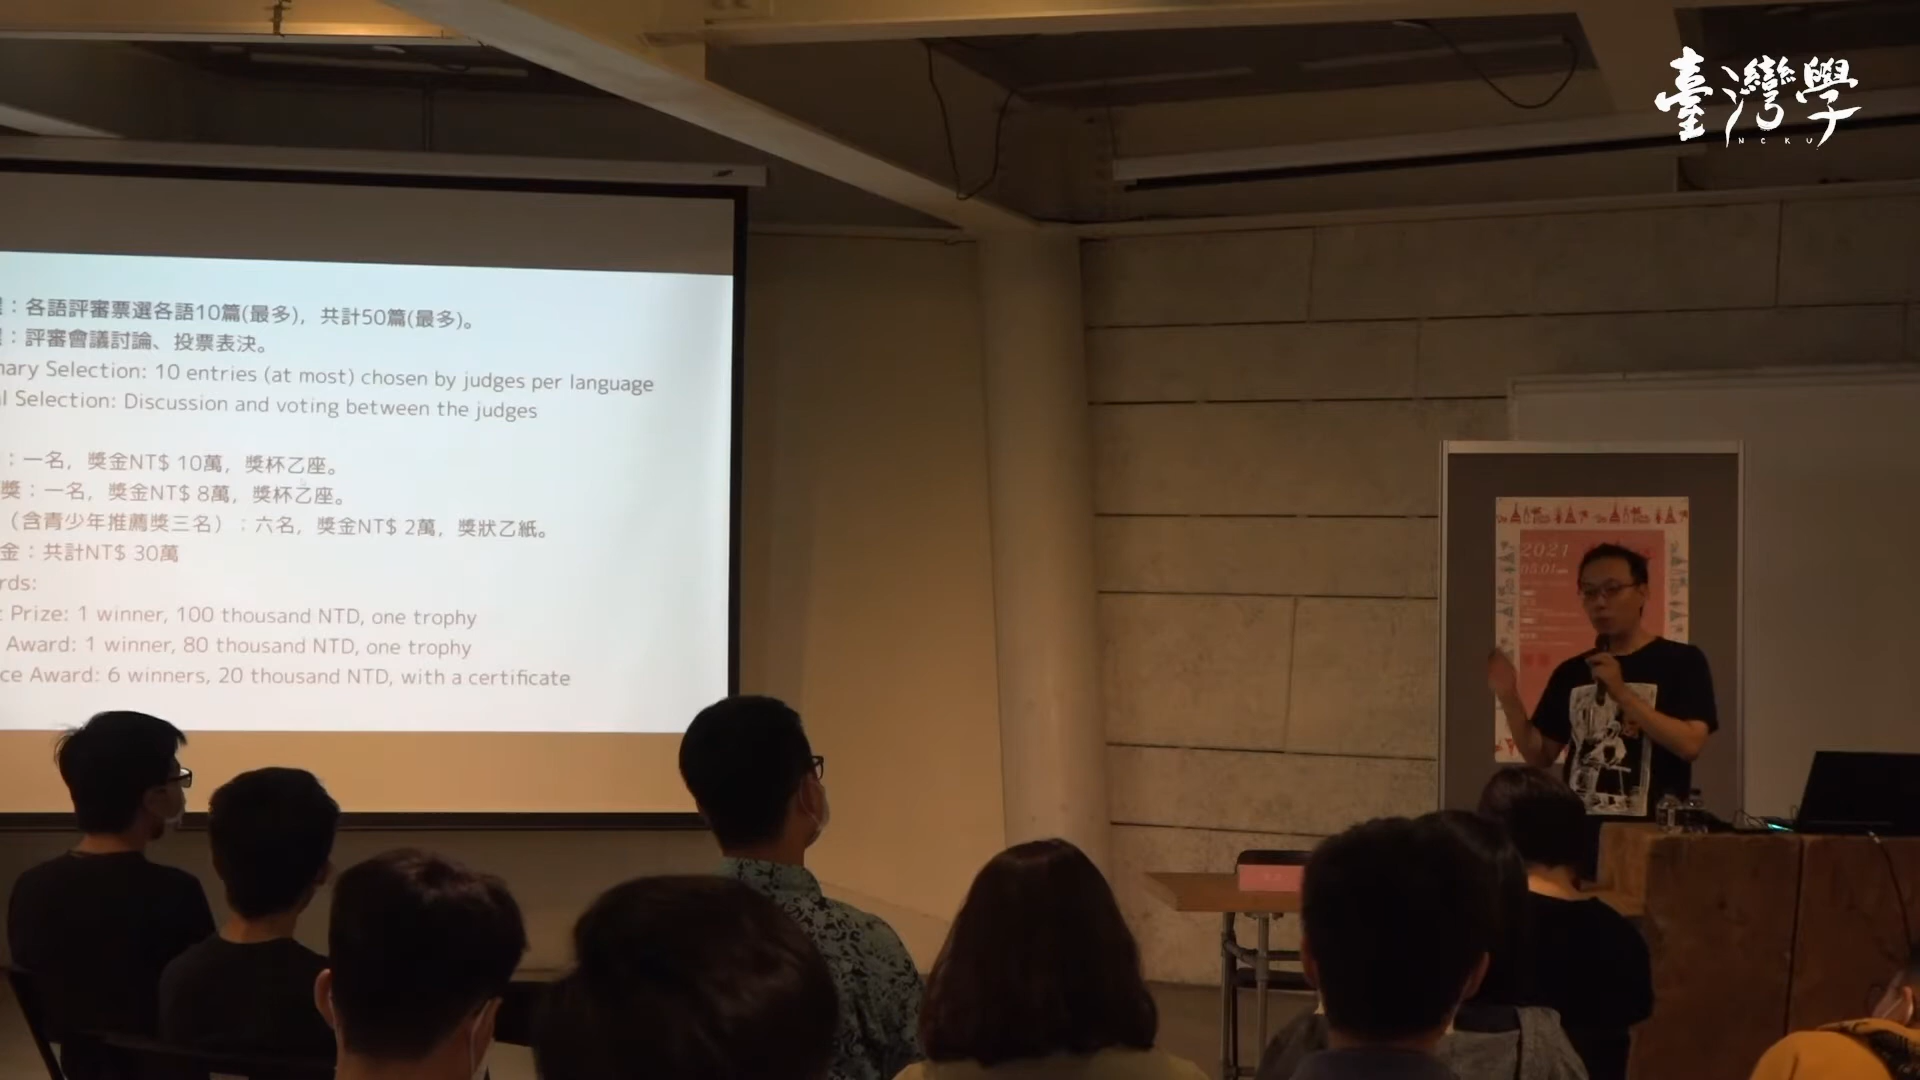 臺灣學
NCKU
：各語評審票選各語10篇(最多)，共計50篇(最多)。
：評審會議討論、投票表決。
nary Selection: 10 entries (at most) chosen by judges per language
l Selection: Discussion and voting between the judges
：一名，獎金NT$ 10萬，獎杯乙座。
獎：一名，獎金NT$ 8萬，獎杯乙座。
（含青少年推薦獎三名）：六名，獎金NT$ 2萬，獎狀乙紙。
金：共計NT$ 30萬
rds:
Prize: 1 winner, 100 thousand NTD, one trophy
Award: 1 winner, 80 thousand NTD, one trophy
ce Award: 6 winners, 20 thousand NTD, with a certificate
2021